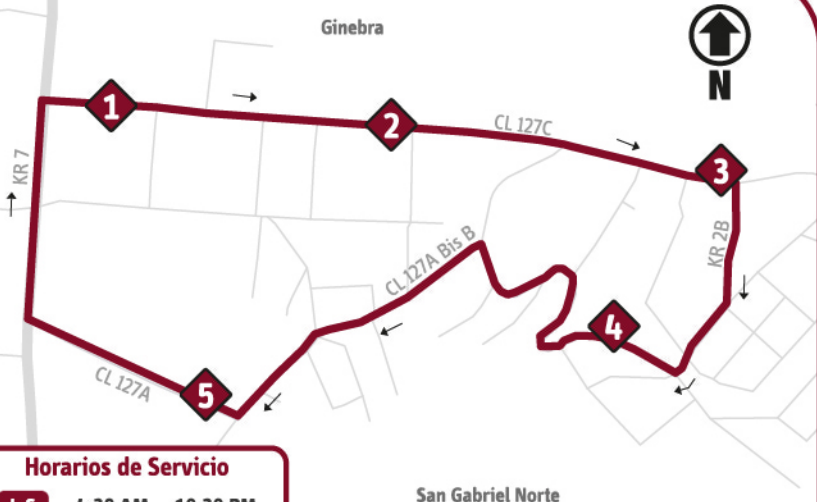 Ginebra
N
1
2
CL 127C
3
KR 7
KR 2B
CL 127A Bis B
4
CL 127A
5
Horarios de Servicio
San Gabriel Norte